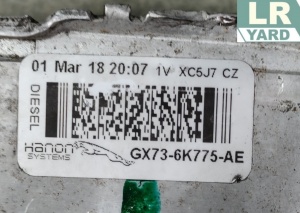 LR
YARD
01 Mar 18 20:07 1V XC5J7 CZ
DIESEL
Hanon
SYSTEMS
GX73-6K775-AE